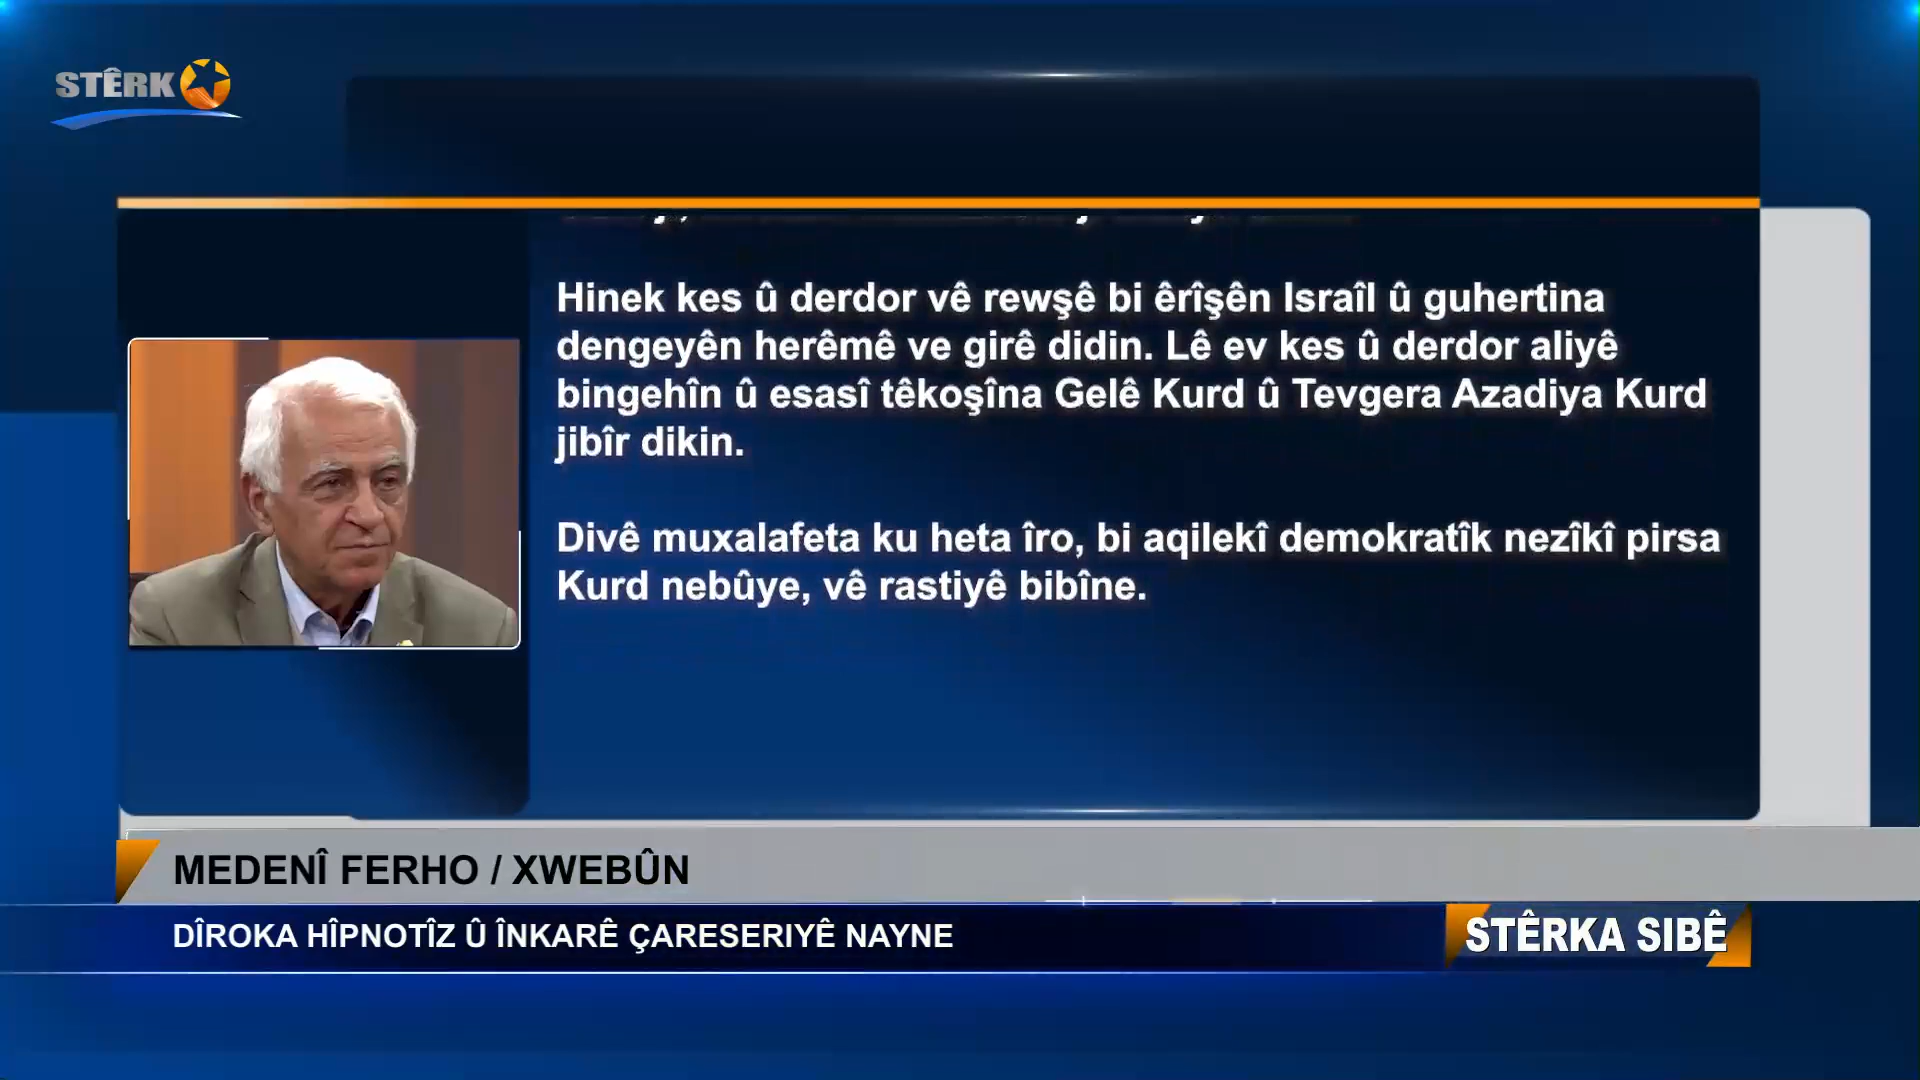 STÊRK
Hinek kes û derdor vê rewşê bi êrîşên Israîl û guhertina
dengeyên herêmê ve girê didin. Lê ev kes û derdor aliyê
bingehîn û esasî têkoşîna Gelê Kurd û Tevgera Azadiya Kurd
jibîr dikin.
Divê muxalafeta ku heta îro, bi aqilekî demokratîk nezîkî pirsa
Kurd nebûye, vê rastiyê bibîne.
MEDENÎ FERHO / XWEBÛN
DÎROKA HÎPNOTÎZ Û ÎNKARÊ ÇARESERIYÊ NAYNE
STÊRKA SIBÊ